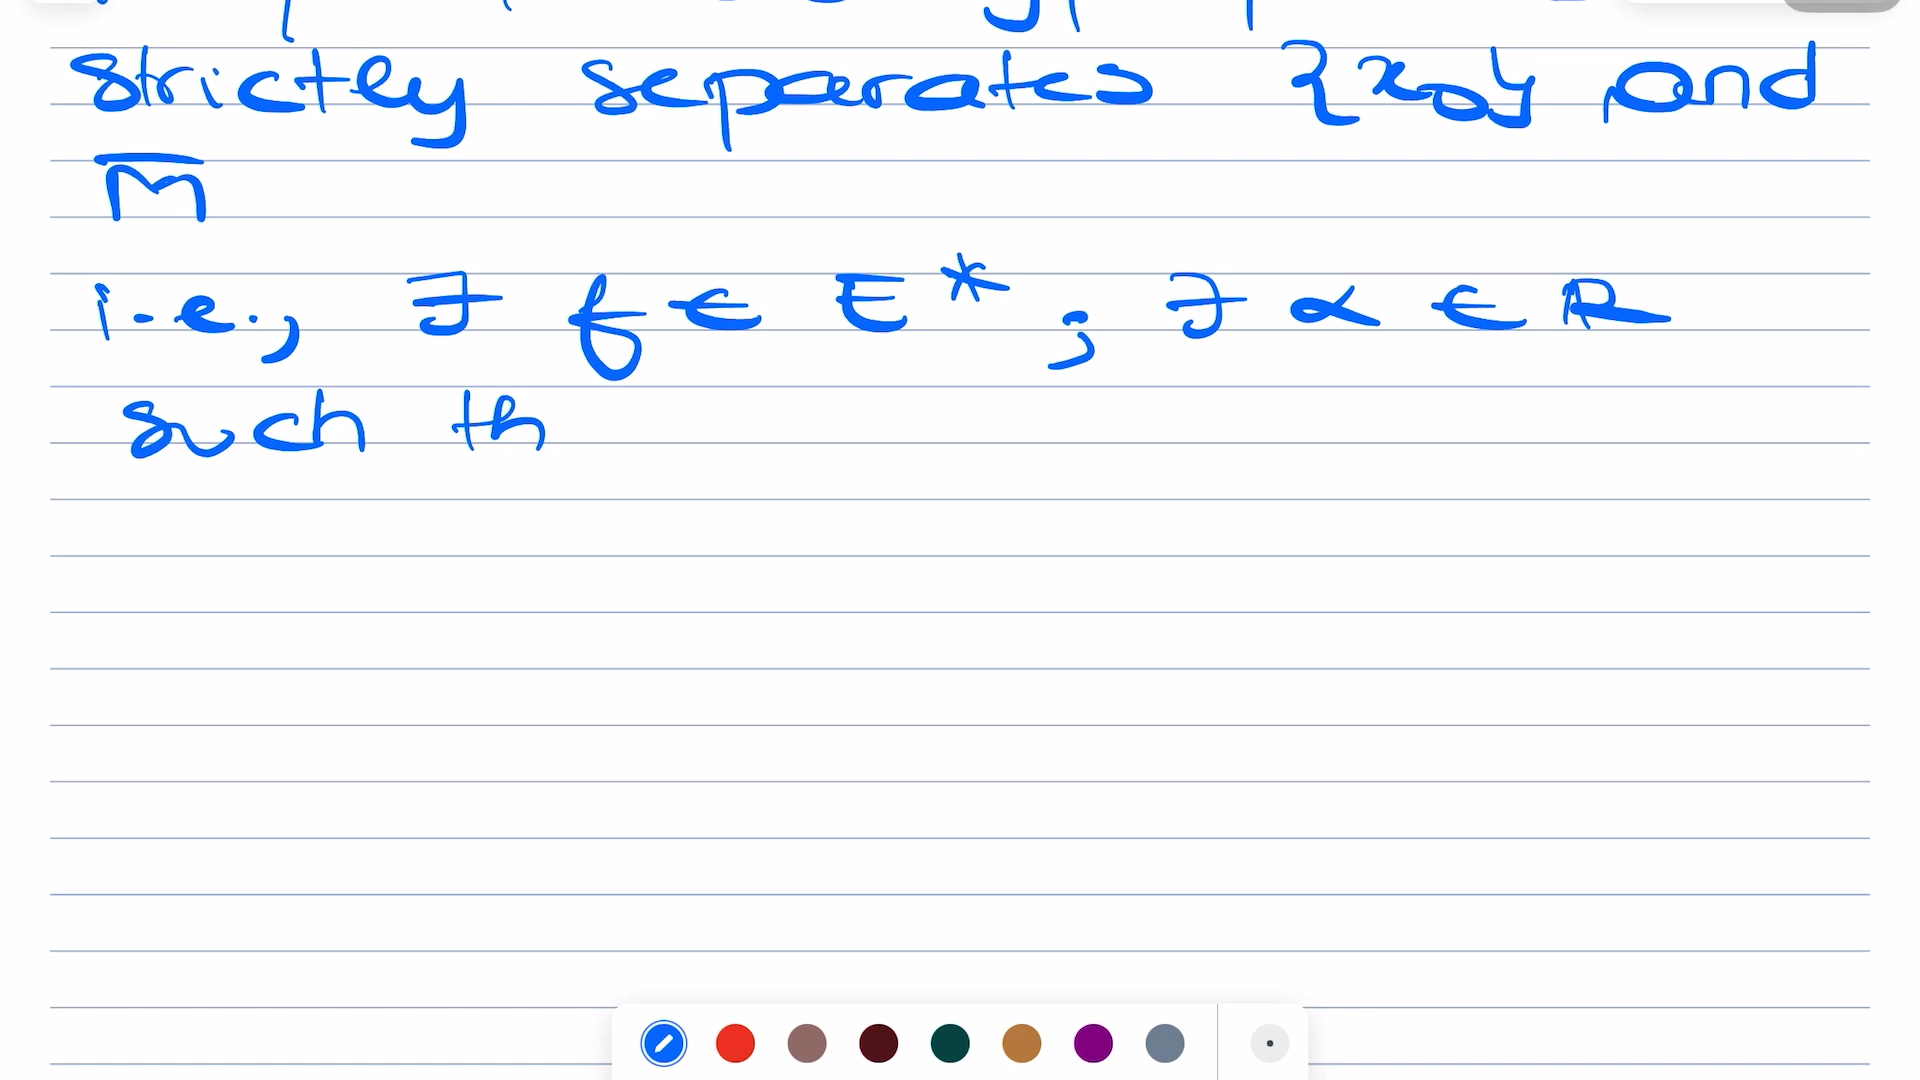 strictly separates {x₀} and
M̅
i.e., ∃ f ∈ E* ; ∃ α ∈ R
such th